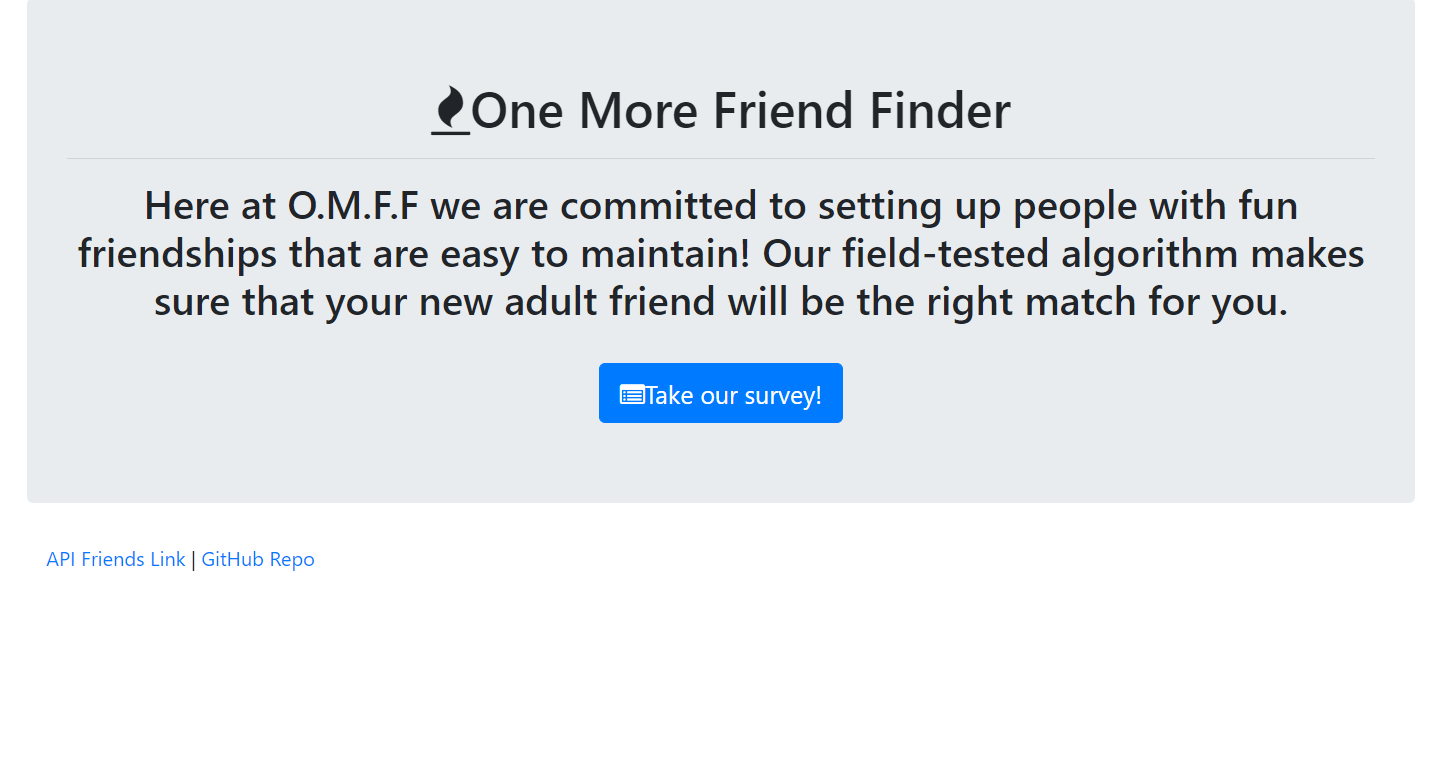 One More Friend Finder
Here at O.M.F.F we are committed to setting up people with fun
friendships that are easy to maintain! Our field-tested algorithm makes
sure that your new adult friend will be the right match for you.
Take our survey!
API Friends Link | GitHub Repo